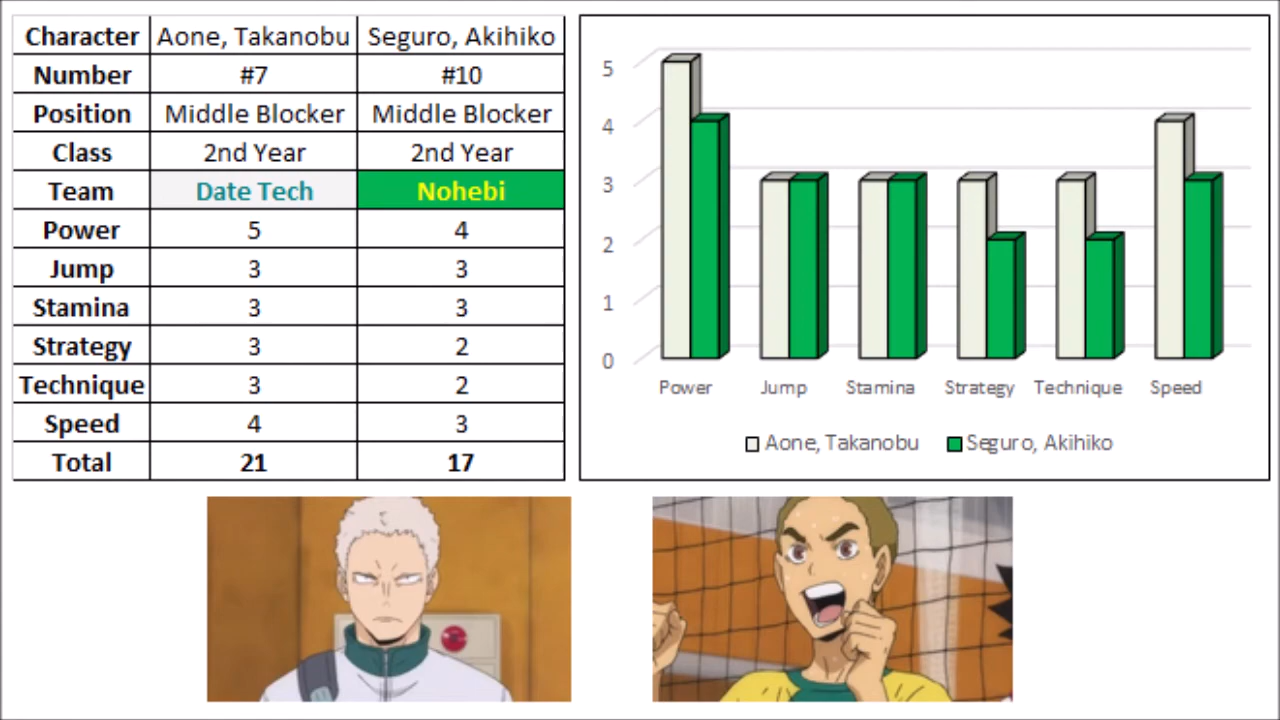 Character Aone, Takanobu Seguro, Akihiko
Number #7 #10
Position Middle Blocker Middle Blocker
Class 2nd Year 2nd Year
Team Date Tech Nohebi
Power 5 4
Jump 3 3
Stamina 3 3
Strategy 3 2
Technique 3 2
Speed 4 3
Total 21 17
5
4
3
2
1
0
Power Jump Stamina Strategy Technique Speed
Aone, Takanobu Seguro, Akihiko